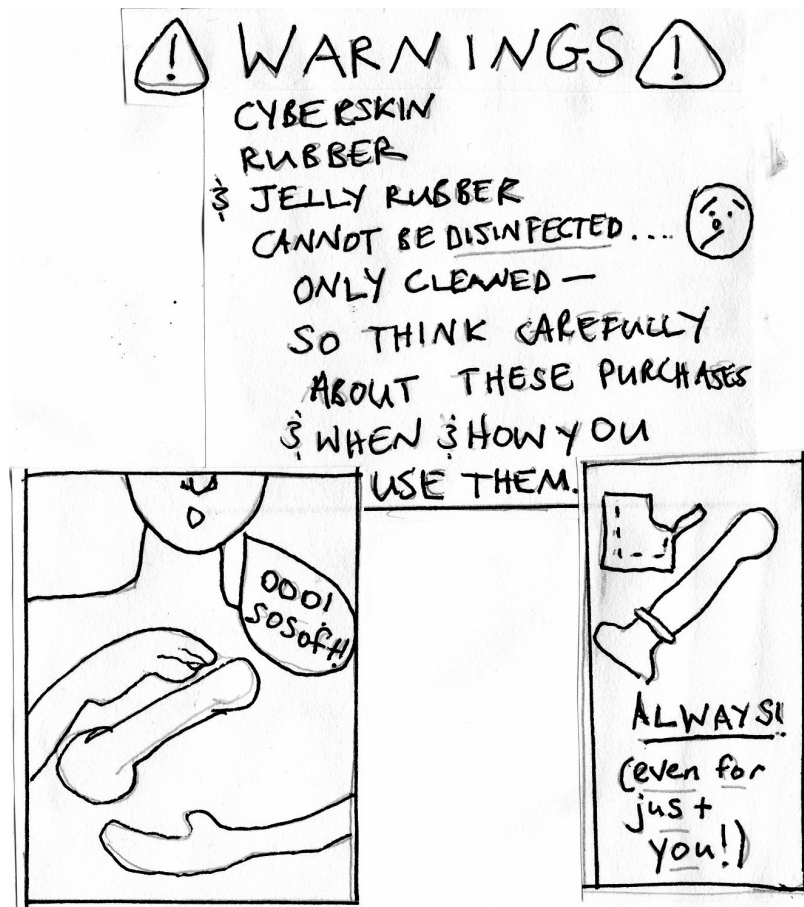 ! WARNINGS !
CYBERSKIN
RUBBER
& JELLY RUBBER
CANNOT BE DISINFECTED....
ONLY CLEANED —
SO THINK CAREFULLY
ABOUT THESE PURCHASES
& WHEN & HOW YOU
USE THEM.
OOO!
SO SOFT!
ALWAYS!
(even for
just
you!)